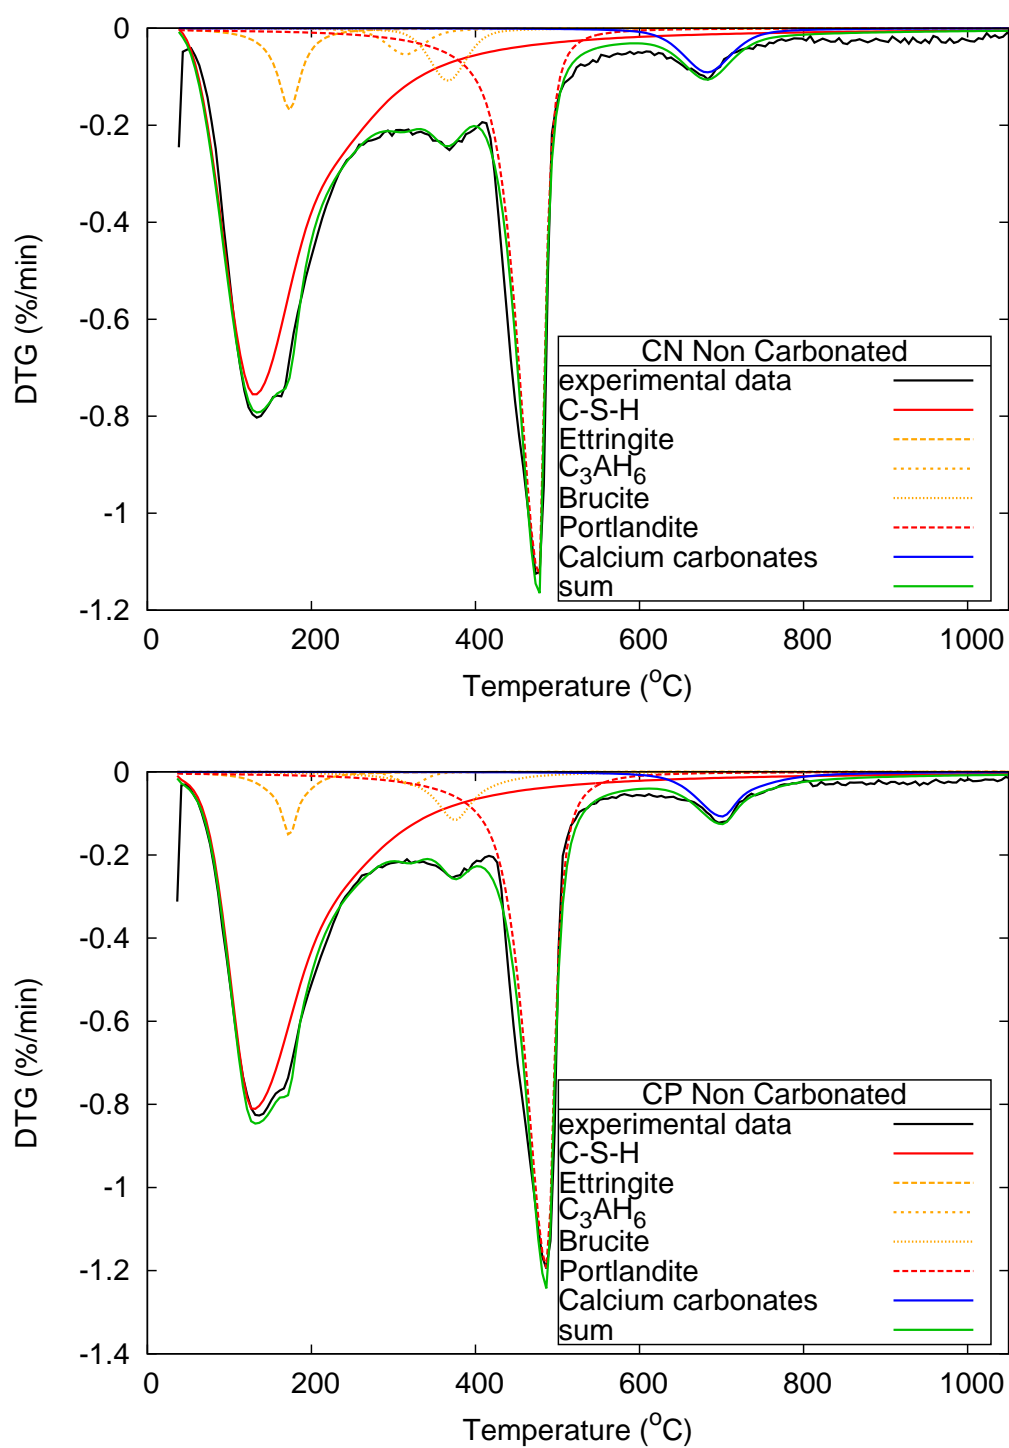 0
-0.2
-0.4
-0.6
-0.8
-1
-1.2
DTG (%/min)
CN Non Carbonated
experimental data
C-S-H
Ettringite
C3AH6
Brucite
Portlandite
Calcium carbonates
sum
0 200 400 600 800 1000
Temperature (oC)
0
-0.2
-0.4
-0.6
-0.8
-1
-1.2
-1.4
DTG (%/min)
CP Non Carbonated
experimental data
C-S-H
Ettringite
C3AH6
Brucite
Portlandite
Calcium carbonates
sum
0 200 400 600 800 1000
Temperature (oC)